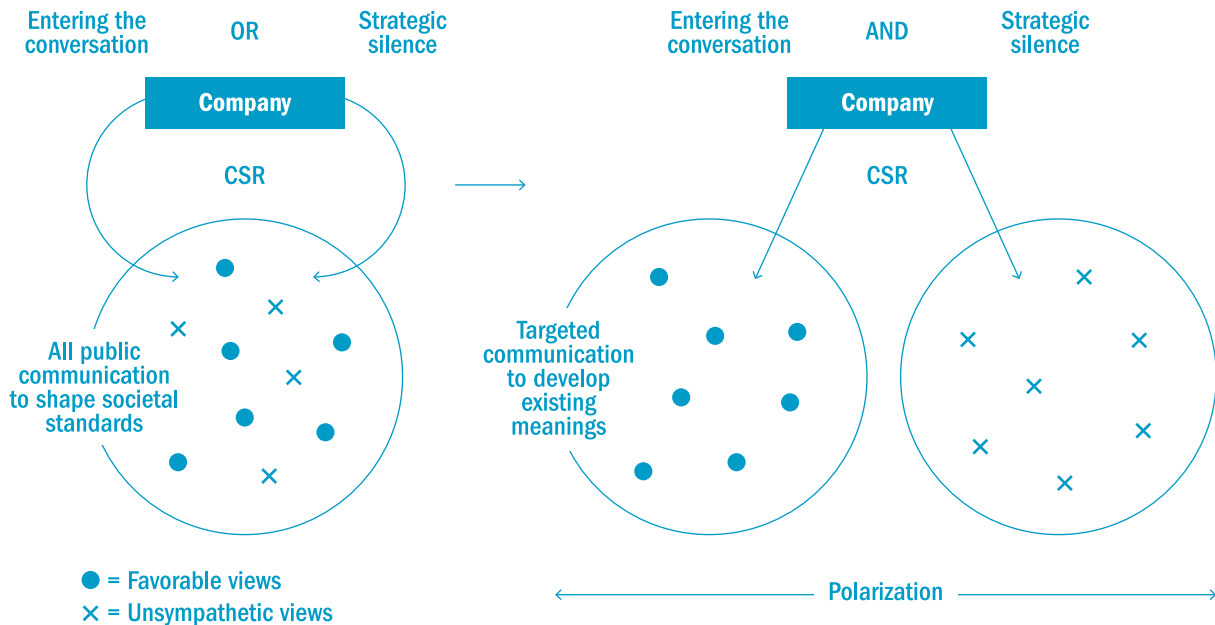 Entering the
conversation
OR
Strategic
silence
Company
CSR
All public
communication
to shape societal
standards
● = Favorable views
× = Unsympathetic views
Entering the
conversation
AND
Strategic
silence
Company
CSR
Targeted
communication
to develop
existing
meanings
Polarization